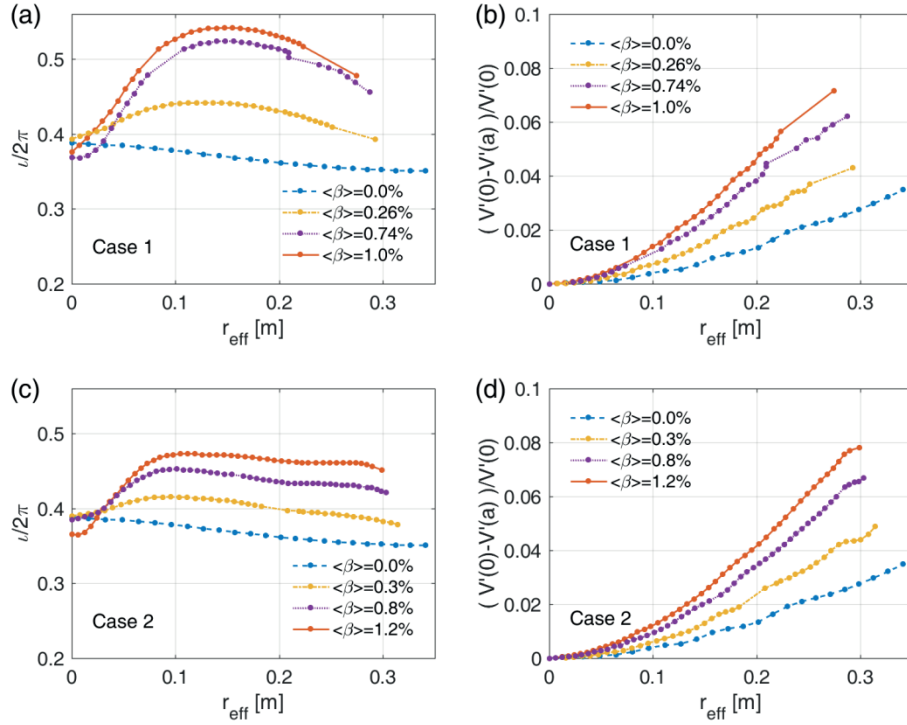 (a)
ι/2π
0.5
0.4
0.3
0.2
<β>=0.0%
<β>=0.26%
<β>=0.74%
<β>=1.0%
Case 1
0 0.1 0.2 0.3
r_eff [m]
(b)
( V'(0)-V'(a) )/V'(0)
0.1
0.08
0.06
0.04
0.02
0
<β>=0.0%
<β>=0.26%
<β>=0.74%
<β>=1.0%
Case 1
0 0.1 0.2 0.3
r_eff [m]
(c)
ι/2π
0.5
0.4
0.3
0.2
<β>=0.0%
<β>=0.3%
<β>=0.8%
<β>=1.2%
Case 2
0 0.1 0.2 0.3
r_eff [m]
(d)
( V'(0)-V'(a) )/V'(0)
0.1
0.08
0.06
0.04
0.02
0
<β>=0.0%
<β>=0.3%
<β>=0.8%
<β>=1.2%
Case 2
0 0.1 0.2 0.3
r_eff [m]